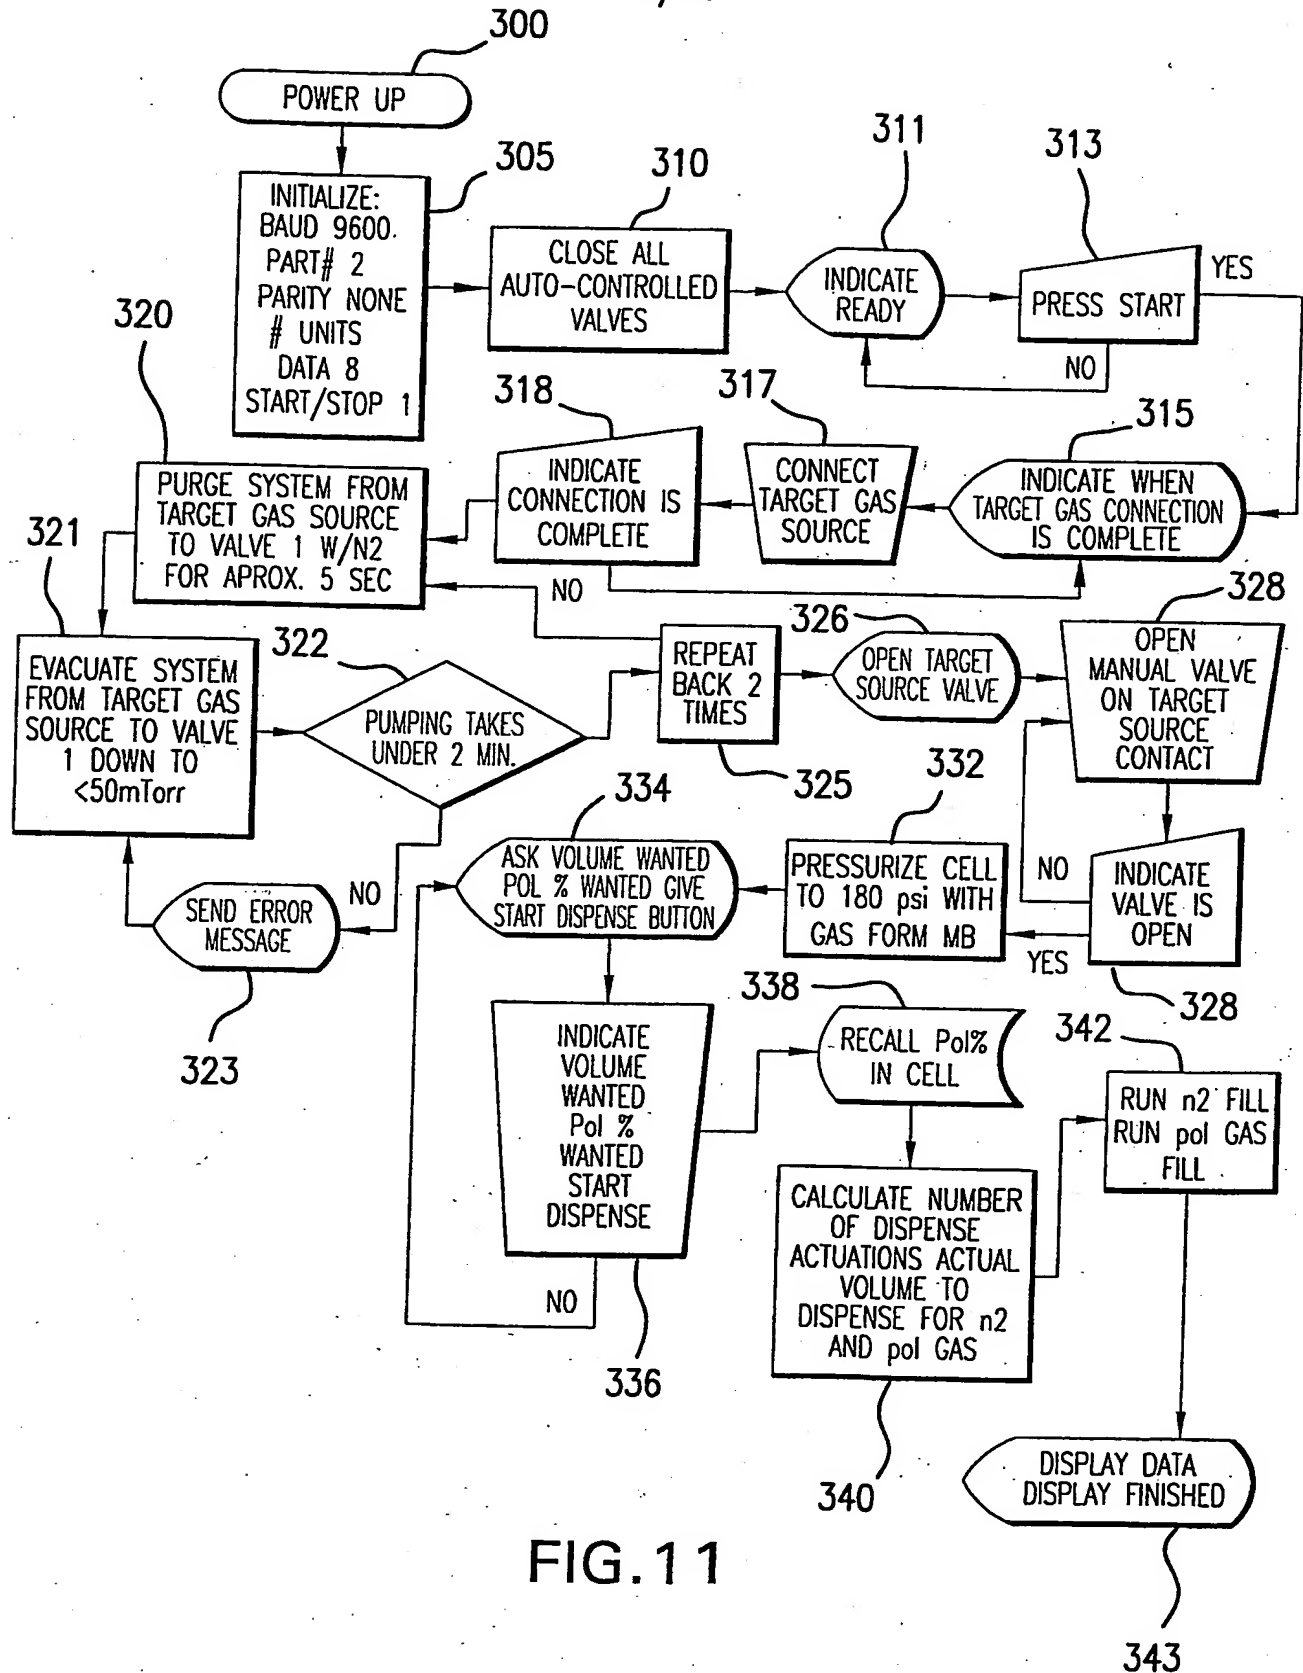 300
POWER UP
305
INITIALIZE:
BAUD 9600.
PART# 2
PARITY NONE
# UNITS
DATA 8
START/STOP 1
310
CLOSE ALL
AUTO-CONTROLLED
VALVES
311
INDICATE
READY
313
PRESS START
YES
NO
315
INDICATE WHEN
TARGET GAS CONNECTION
IS COMPLETE
317
CONNECT
TARGET GAS
SOURCE
318
INDICATE
CONNECTION IS
COMPLETE
NO
320
PURGE SYSTEM FROM
TARGET GAS SOURCE
TO VALVE 1 W/N2
FOR APROX. 5 SEC
321
EVACUATE SYSTEM
FROM TARGET GAS
SOURCE TO VALVE
1 DOWN TO
<50mTorr
322
PUMPING TAKES
UNDER 2 MIN.
NO
SEND ERROR
MESSAGE
323
REPEAT
BACK 2
TIMES
325
326
OPEN TARGET
SOURCE VALVE
328
OPEN
MANUAL VALVE
ON TARGET
SOURCE
CONTACT
NO
INDICATE
VALVE IS
OPEN
YES
328
332
PRESSURIZE CELL
TO 180 psi WITH
GAS FORM MB
334
ASK VOLUME WANTED
POL % WANTED GIVE
START DISPENSE BUTTON
INDICATE
VOLUME
WANTED
Pol %
WANTED
START
DISPENSE
NO
336
338
RECALL Pol%
IN CELL
CALCULATE NUMBER
OF DISPENSE
ACTUATIONS ACTUAL
VOLUME TO
DISPENSE FOR n2
AND pol GAS
340
342
RUN n2 FILL
RUN pol GAS
FILL
DISPLAY DATA
DISPLAY FINISHED
343
FIG.11